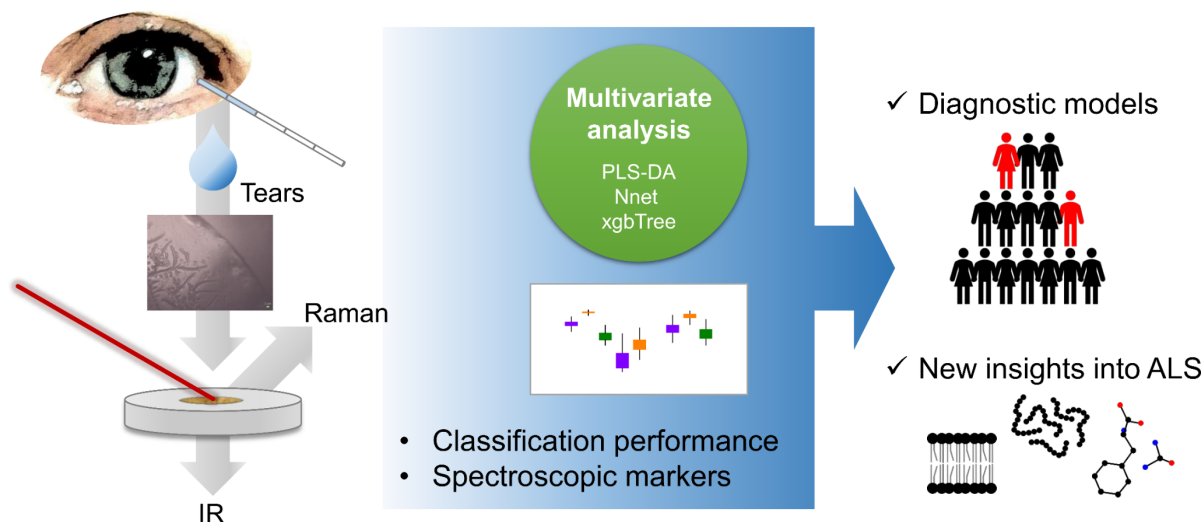 Tears
Raman
IR
Multivariate
analysis
PLS-DA
Nnet
xgbTree
• Classification performance
• Spectroscopic markers
✓ Diagnostic models
✓ New insights into ALS